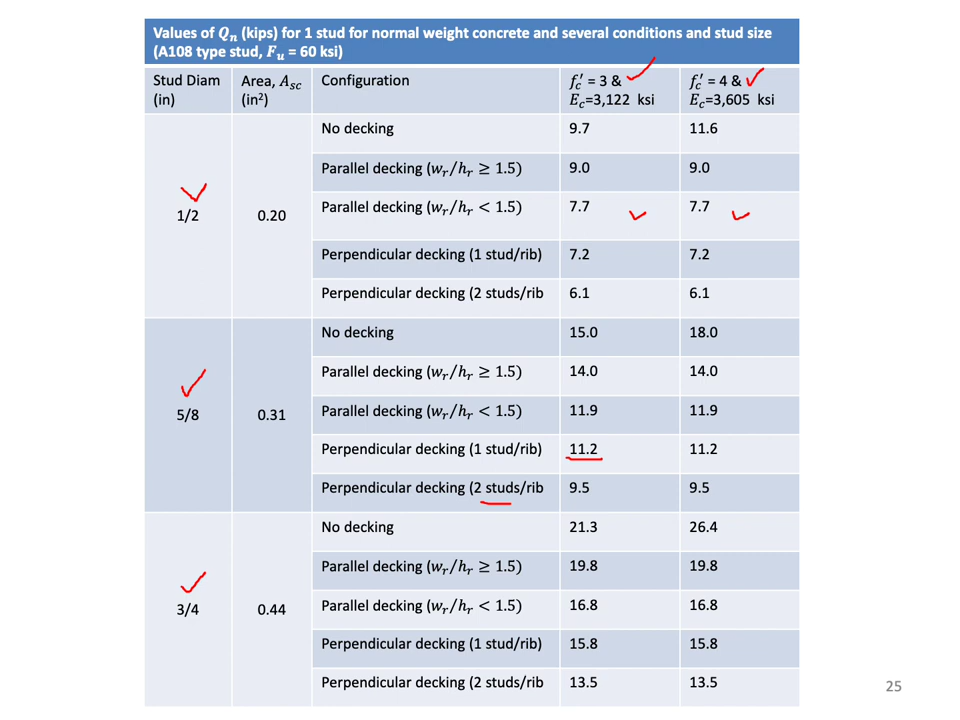 Values of Qₙ (kips) for 1 stud for normal weight concrete and several conditions and stud size
(A108 type stud, Fᵤ = 60 ksi)
Stud Diam (in) Area, A_sc (in²) Configuration f_c′ = 3 & E_c=3,122 ksi f_c′ = 4 & E_c=3,605 ksi
No decking 9.7 11.6
Parallel decking (wᵣ/hᵣ ≥ 1.5) 9.0 9.0
1/2 0.20 Parallel decking (wᵣ/hᵣ < 1.5) 7.7 7.7
Perpendicular decking (1 stud/rib) 7.2 7.2
Perpendicular decking (2 studs/rib 6.1 6.1
No decking 15.0 18.0
Parallel decking (wᵣ/hᵣ ≥ 1.5) 14.0 14.0
5/8 0.31 Parallel decking (wᵣ/hᵣ < 1.5) 11.9 11.9
Perpendicular decking (1 stud/rib) 11.2 11.2
Perpendicular decking (2 studs/rib 9.5 9.5
No decking 21.3 26.4
Parallel decking (wᵣ/hᵣ ≥ 1.5) 19.8 19.8
3/4 0.44 Parallel decking (wᵣ/hᵣ < 1.5) 16.8 16.8
Perpendicular decking (1 stud/rib) 15.8 15.8
Perpendicular decking (2 studs/rib 13.5 13.5
25